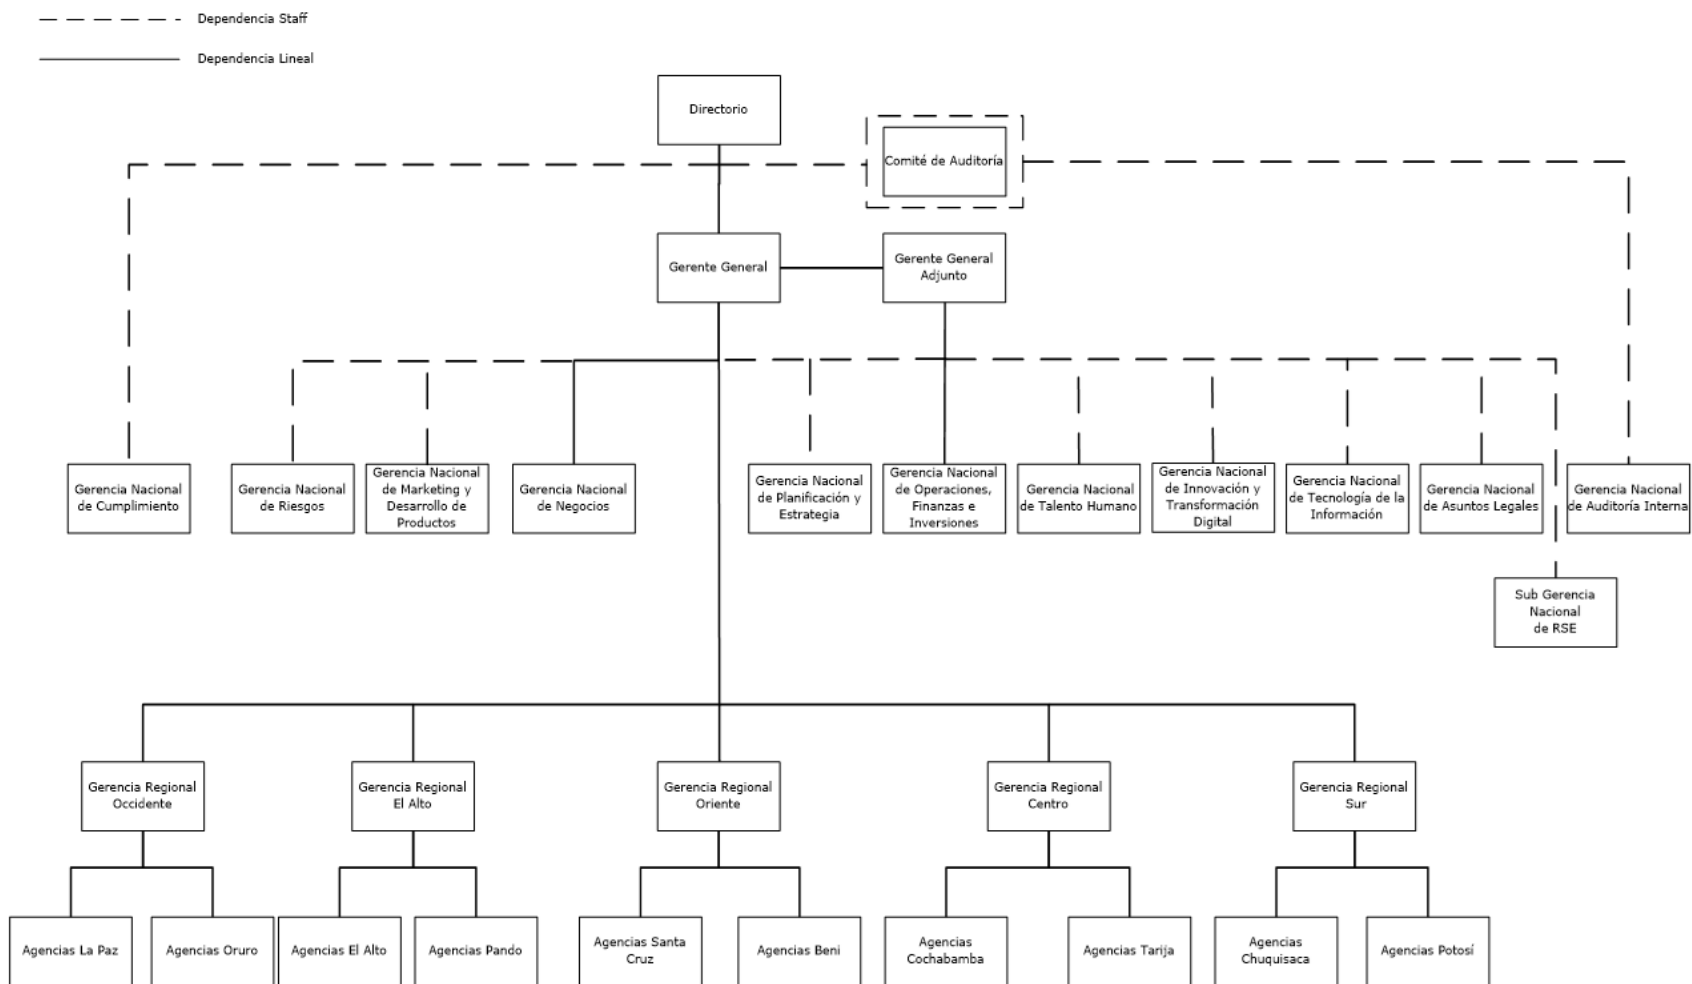 Dependencia Staff
Dependencia Lineal
Directorio
Comité de Auditoría
Gerente General
Gerente General
Adjunto
Gerencia Nacional
de Cumplimiento
Gerencia Nacional
de Riesgos
Gerencia Nacional
de Marketing y
Desarrollo de
Productos
Gerencia Nacional
de Negocios
Gerencia Nacional
de Planificación y
Estrategia
Gerencia Nacional
de Operaciones,
Finanzas e
Inversiones
Gerencia Nacional
de Talento Humano
Gerencia Nacional
de Innovación y
Transformación
Digital
Gerencia Nacional
de Tecnología de la
Información
Gerencia Nacional
de Asuntos Legales
Gerencia Nacional
de Auditoría Interna
Sub Gerencia
Nacional
de RSE
Gerencia Regional
Occidente
Gerencia Regional
El Alto
Gerencia Regional
Oriente
Gerencia Regional
Centro
Gerencia Regional
Sur
Agencias La Paz
Agencias Oruro
Agencias El Alto
Agencias Pando
Agencias Santa
Cruz
Agencias Beni
Agencias
Cochabamba
Agencias Tarija
Agencias
Chuquisaca
Agencias Potosí